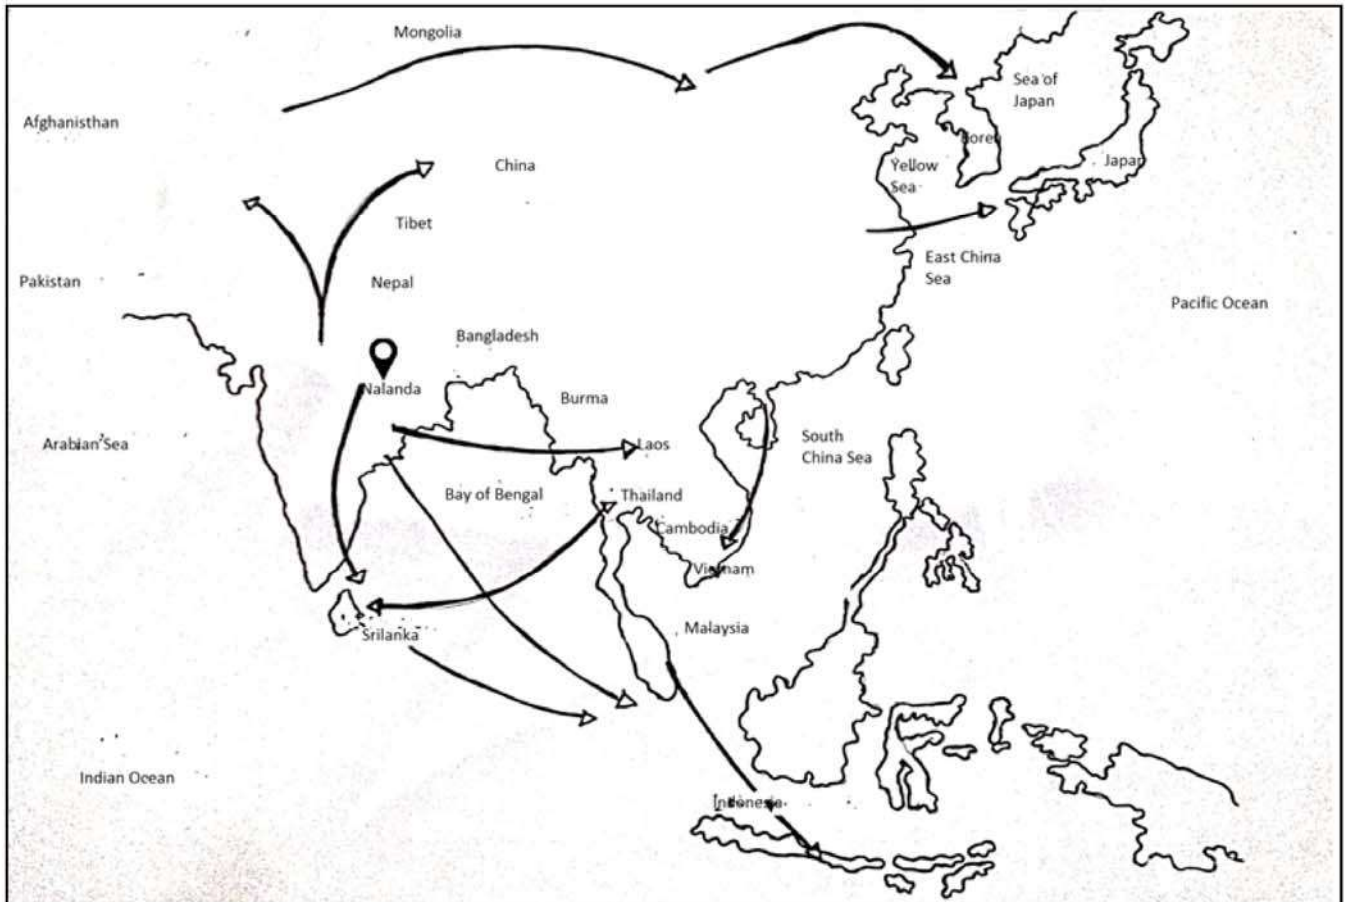 Mongolia
Sea of
Japan
Afghanisthan
Korea
China
Yellow
Sea
Japan
Tibet
East China
Sea
Pakistan
Nepal
Pacific Ocean
Bangladesh
Nalanda
Burma
Arabian Sea
Laos
South
China Sea
Bay of Bengal
Thailand
Cambodia
Vietnam
Malaysia
Srilanka
Indian Ocean
Indonesia